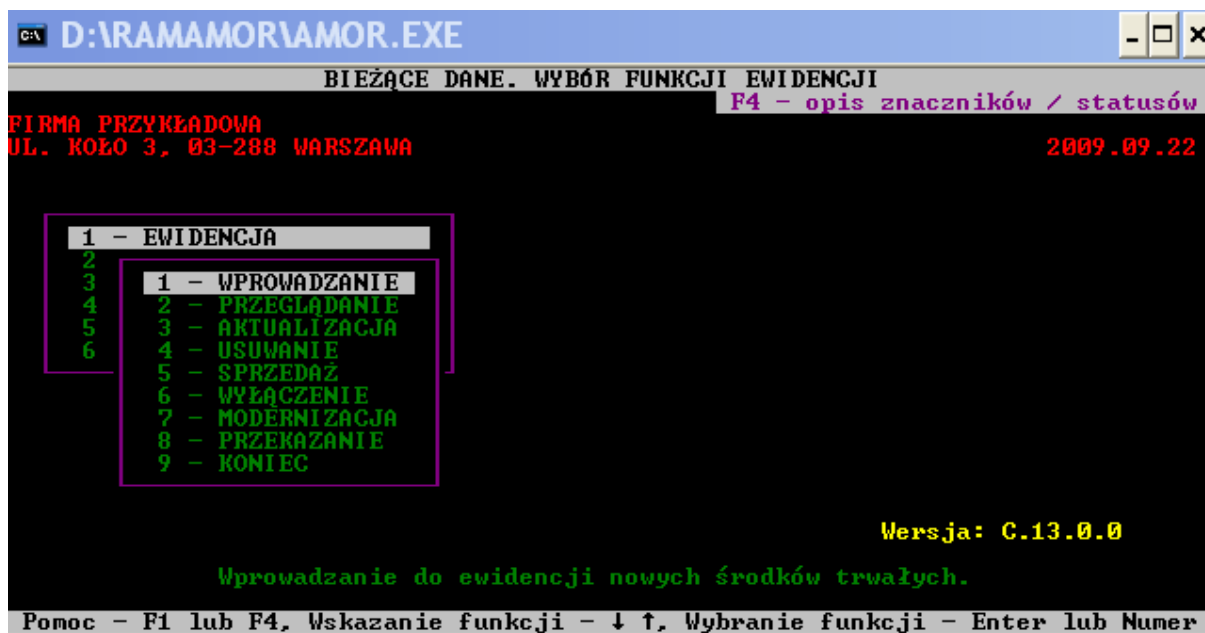 D:\RAMAMOR\AMOR.EXE
BIEŻĄCE DANE. WYBÓR FUNKCJI EWIDENCJI
F4 - opis znaczników / statusów
FIRMA PRZYKŁADOWA
UL. KOŁO 3, 03-288 WARSZAWA 2009.09.22
1 - EWIDENCJA
2
3 1 - WPROWADZANIE
4 2 - PRZEGLĄDANIE
5 3 - AKTUALIZACJA
6 4 - USUWANIE
5 - SPRZEDAŻ
6 - WYŁĄCZENIE
7 - MODERNIZACJA
8 - PRZEKAZANIE
9 - KONIEC
Wersja: C.13.0.0
Wprowadzanie do ewidencji nowych środków trwałych.
Pomoc - F1 lub F4, Wskazanie funkcji - ↓ ↑, Wybranie funkcji - Enter lub Numer